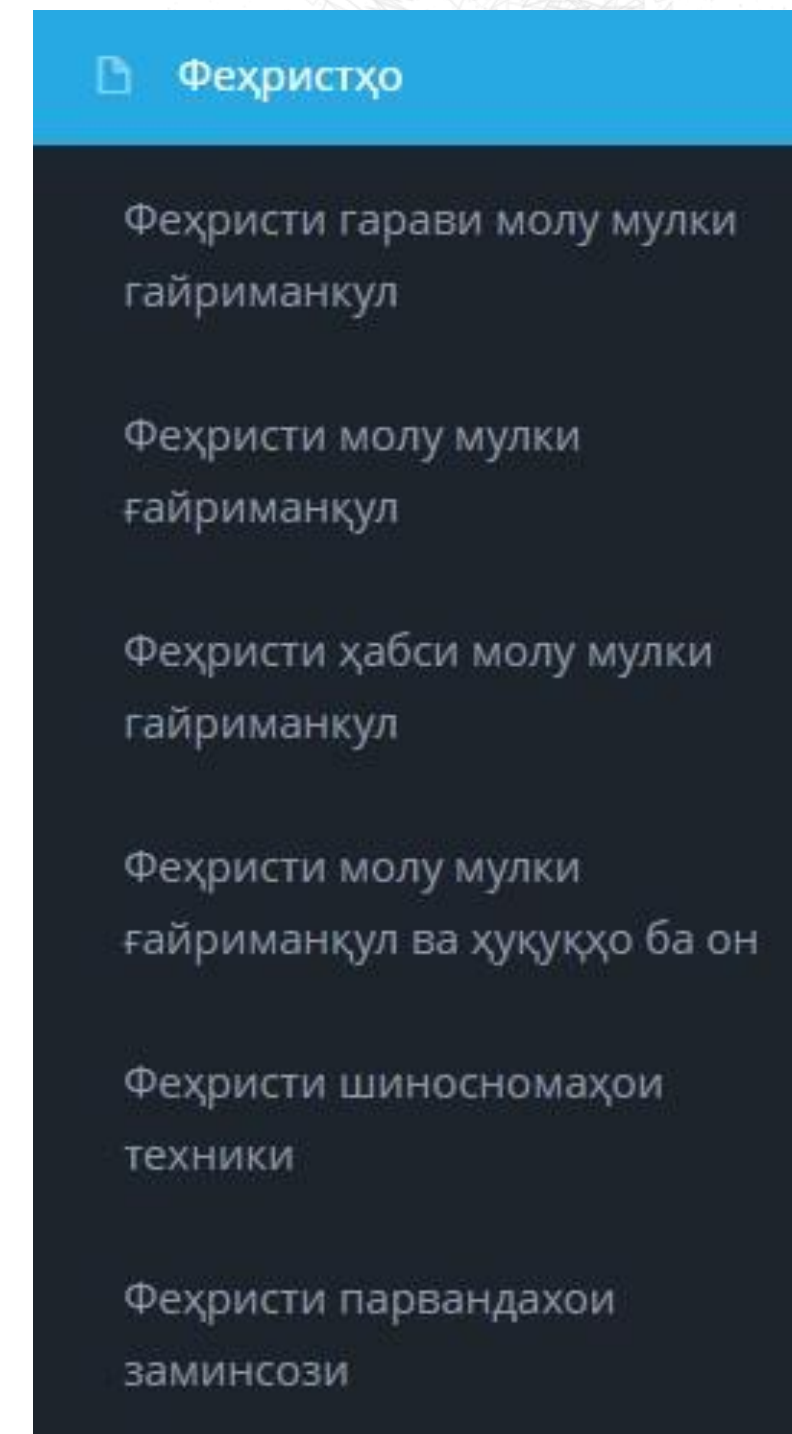 Феҳристҳо
Феҳристи гарави молу мулки
гайриманкул
Феҳристи молу мулки
ғайриманқул
Феҳристи ҳабси молу мулки
гайриманкул
Феҳристи молу мулки
ғайриманқул ва ҳуқуқҳо ба он
Феҳристи шиносномаҳои
техники
Феҳристи парвандахои
заминсози